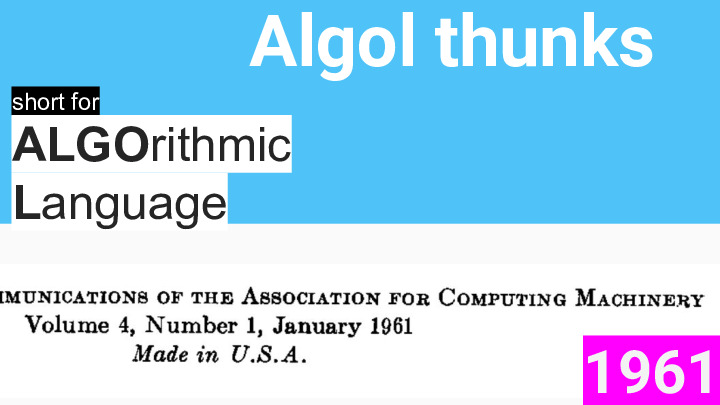 Algol thunks
short for
ALGOrithmic
Language
MMUNICATIONS OF THE ASSOCIATION FOR COMPUTING MACHINERY
Volume 4, Number 1, January 1961
Made in U.S.A.
1961